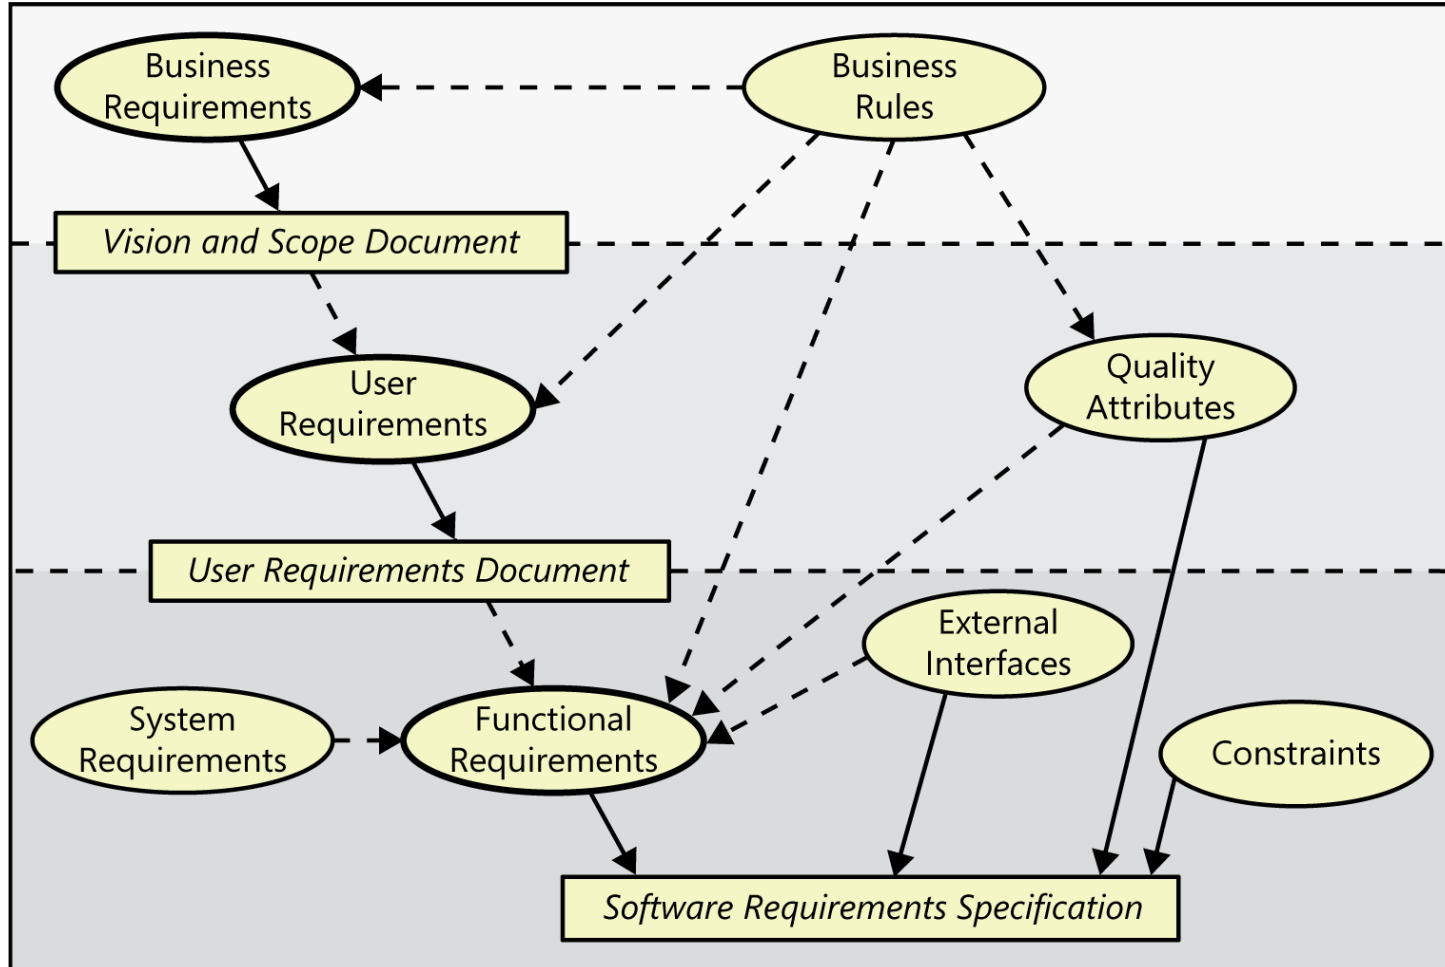 Business
Requirements
Business
Rules
Vision and Scope Document
User
Requirements
Quality
Attributes
User Requirements Document
External
Interfaces
System
Requirements
Functional
Requirements
Constraints
Software Requirements Specification